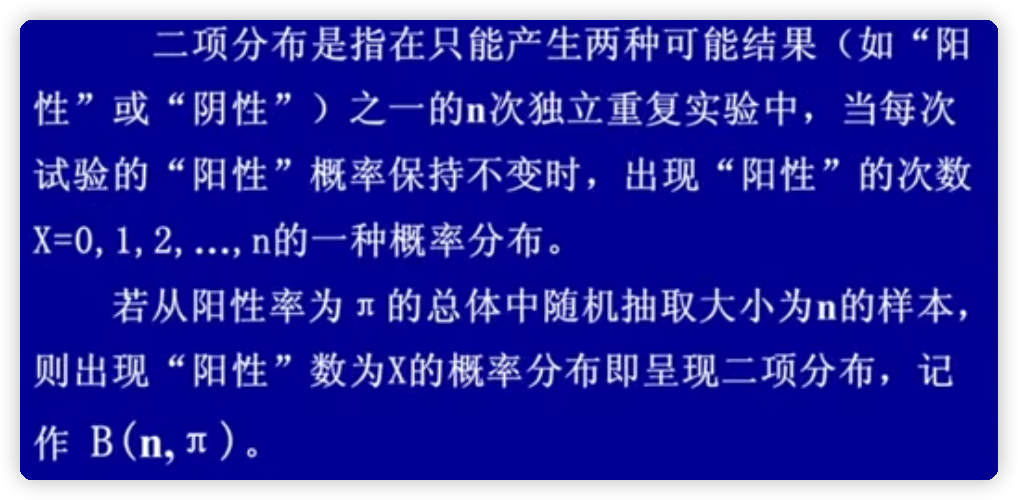 二项分布是指在只能产生两种可能结果（如“阳
性”或“阴性”）之一的n次独立重复实验中，当每次
试验的“阳性”概率保持不变时，出现“阳性”的次数
X=0,1,2,…,n的一种概率分布。
若从阳性率为π的总体中随机抽取大小为n的样本，
则出现“阳性”数为X的概率分布即呈现二项分布，记
作 B(n,π)。